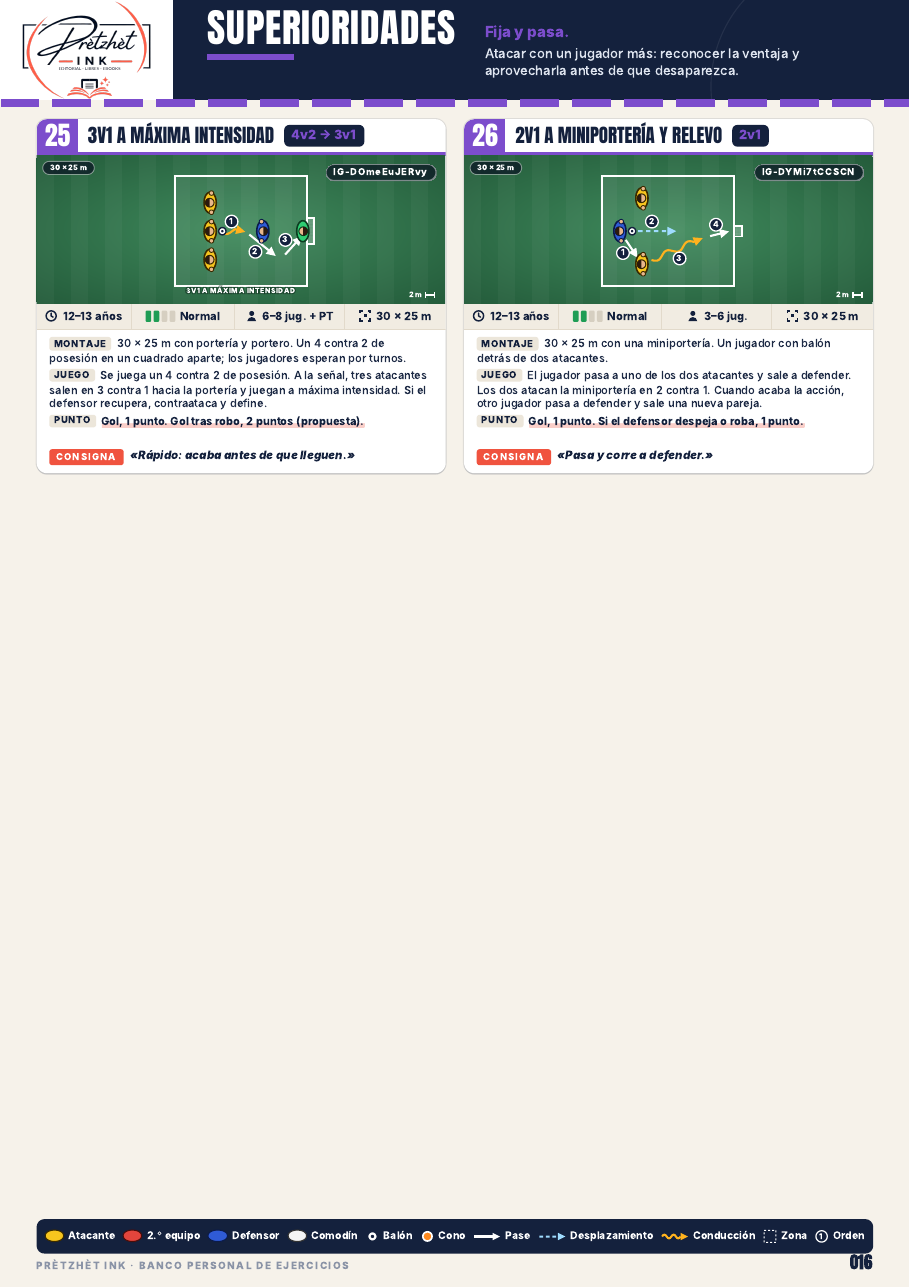 Prètzhèt
INK
EDITORIAL · LIBRES · EBOOKS
SUPERIORIDADES
Fija y pasa.
Atacar con un jugador más: reconocer la ventaja y
aprovecharla antes de que desaparezca.
25 3V1 A MÁXIMA INTENSIDAD 4v2 → 3v1
30 × 25 m
IG-DOmeEuJERvy
1
2
3
3V1 A MÁXIMA INTENSIDAD
2 m
12–13 años Normal 6–8 jug. + PT 30 × 25 m
MONTAJE 30 × 25 m con portería y portero. Un 4 contra 2 de
posesión en un cuadrado aparte; los jugadores esperan por turnos.
JUEGO Se juega un 4 contra 2 de posesión. A la señal, tres atacantes
salen en 3 contra 1 hacia la portería y juegan a máxima intensidad. Si el
defensor recupera, contraataca y define.
PUNTO Gol, 1 punto. Gol tras robo, 2 puntos (propuesta).
CONSIGNA «Rápido: acaba antes de que lleguen.»
26 2V1 A MINIPORTERÍA Y RELEVO 2v1
30 × 25 m
IG-DYMi7tCCSCN
1
2
3
4
2 m
12–13 años Normal 3–6 jug. 30 × 25 m
MONTAJE 30 × 25 m con una miniportería. Un jugador con balón
detrás de dos atacantes.
JUEGO El jugador pasa a uno de los dos atacantes y sale a defender.
Los dos atacan la miniportería en 2 contra 1. Cuando acaba la acción,
otro jugador pasa a defender y sale una nueva pareja.
PUNTO Gol, 1 punto. Si el defensor despeja o roba, 1 punto.
CONSIGNA «Pasa y corre a defender.»
Atacante 2.º equipo Defensor Comodín Balón Cono Pase Desplazamiento Conducción Zona 1 Orden
PRÈTZHÈT INK · BANCO PERSONAL DE EJERCICIOS
016